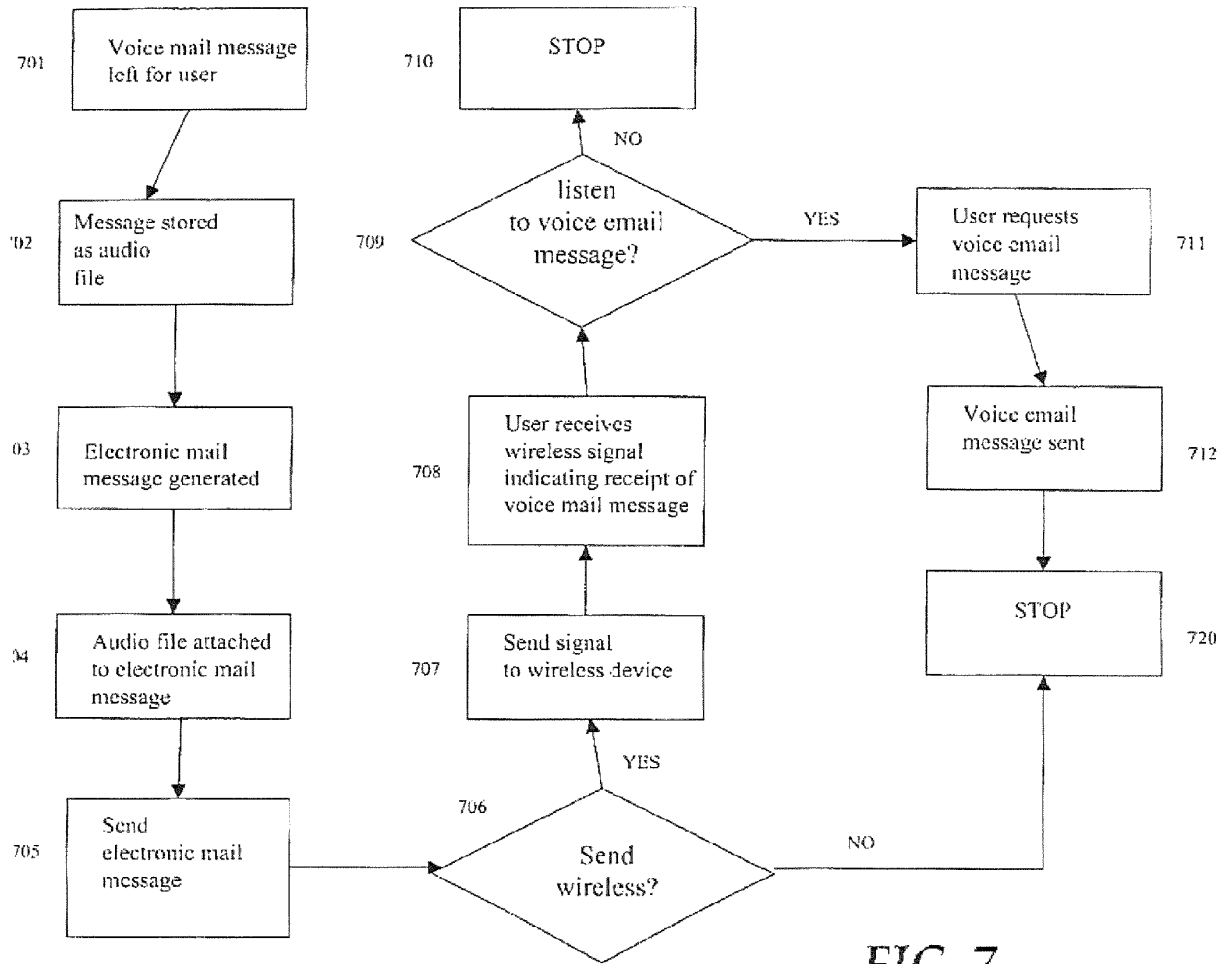 701
Voice mail message
left for user
'02
Message stored
as audio
file
03
Electronic mail
message generated
04
Audio file attached
to electronic mail
message
705
Send
electronic mail
message
706
Send
wireless?
YES
NO
707
Send signal
to wireless device
708
User receives
wireless signal
indicating receipt of
voice mail message
709
listen
to voice email
message?
NO
YES
710
STOP
711
User requests
voice email
message
712
Voice email
message sent
720
STOP
FIG. 7